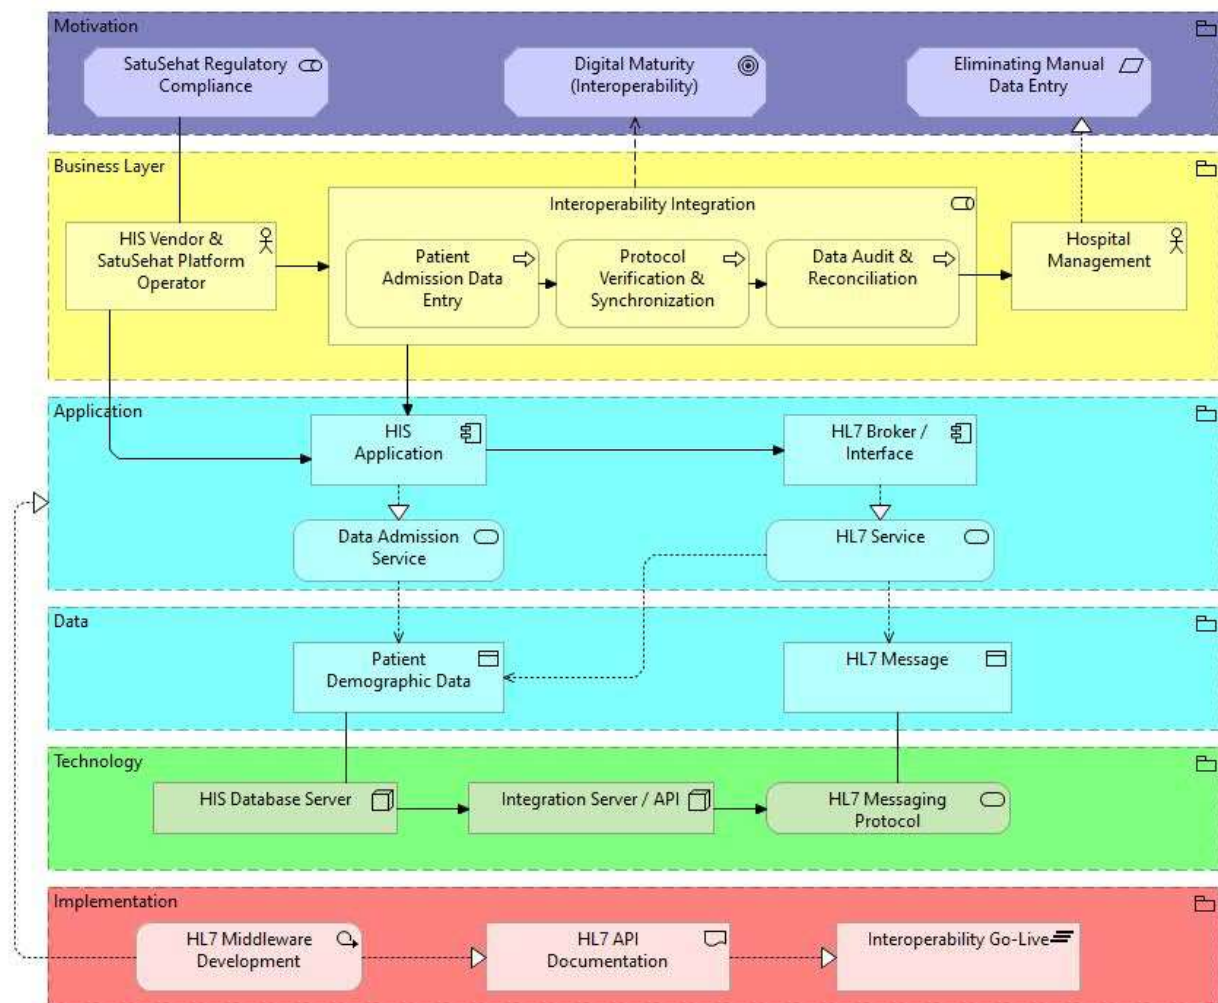 Motivation
SatuSehat Regulatory
Compliance
Digital Maturity
(Interoperability)
Eliminating Manual
Data Entry
Business Layer
HIS Vendor &
SatuSehat Platform
Operator
Interoperability Integration
Patient
Admission Data
Entry
Protocol
Verification &
Synchronization
Data Audit &
Reconciliation
Hospital
Management
Application
HIS
Application
HL7 Broker /
Interface
Data Admission
Service
HL7 Service
Data
Patient
Demographic Data
HL7 Message
Technology
HIS Database Server
Integration Server / API
HL7 Messaging
Protocol
Implementation
HL7 Middleware
Development
HL7 API
Documentation
Interoperability Go-Live